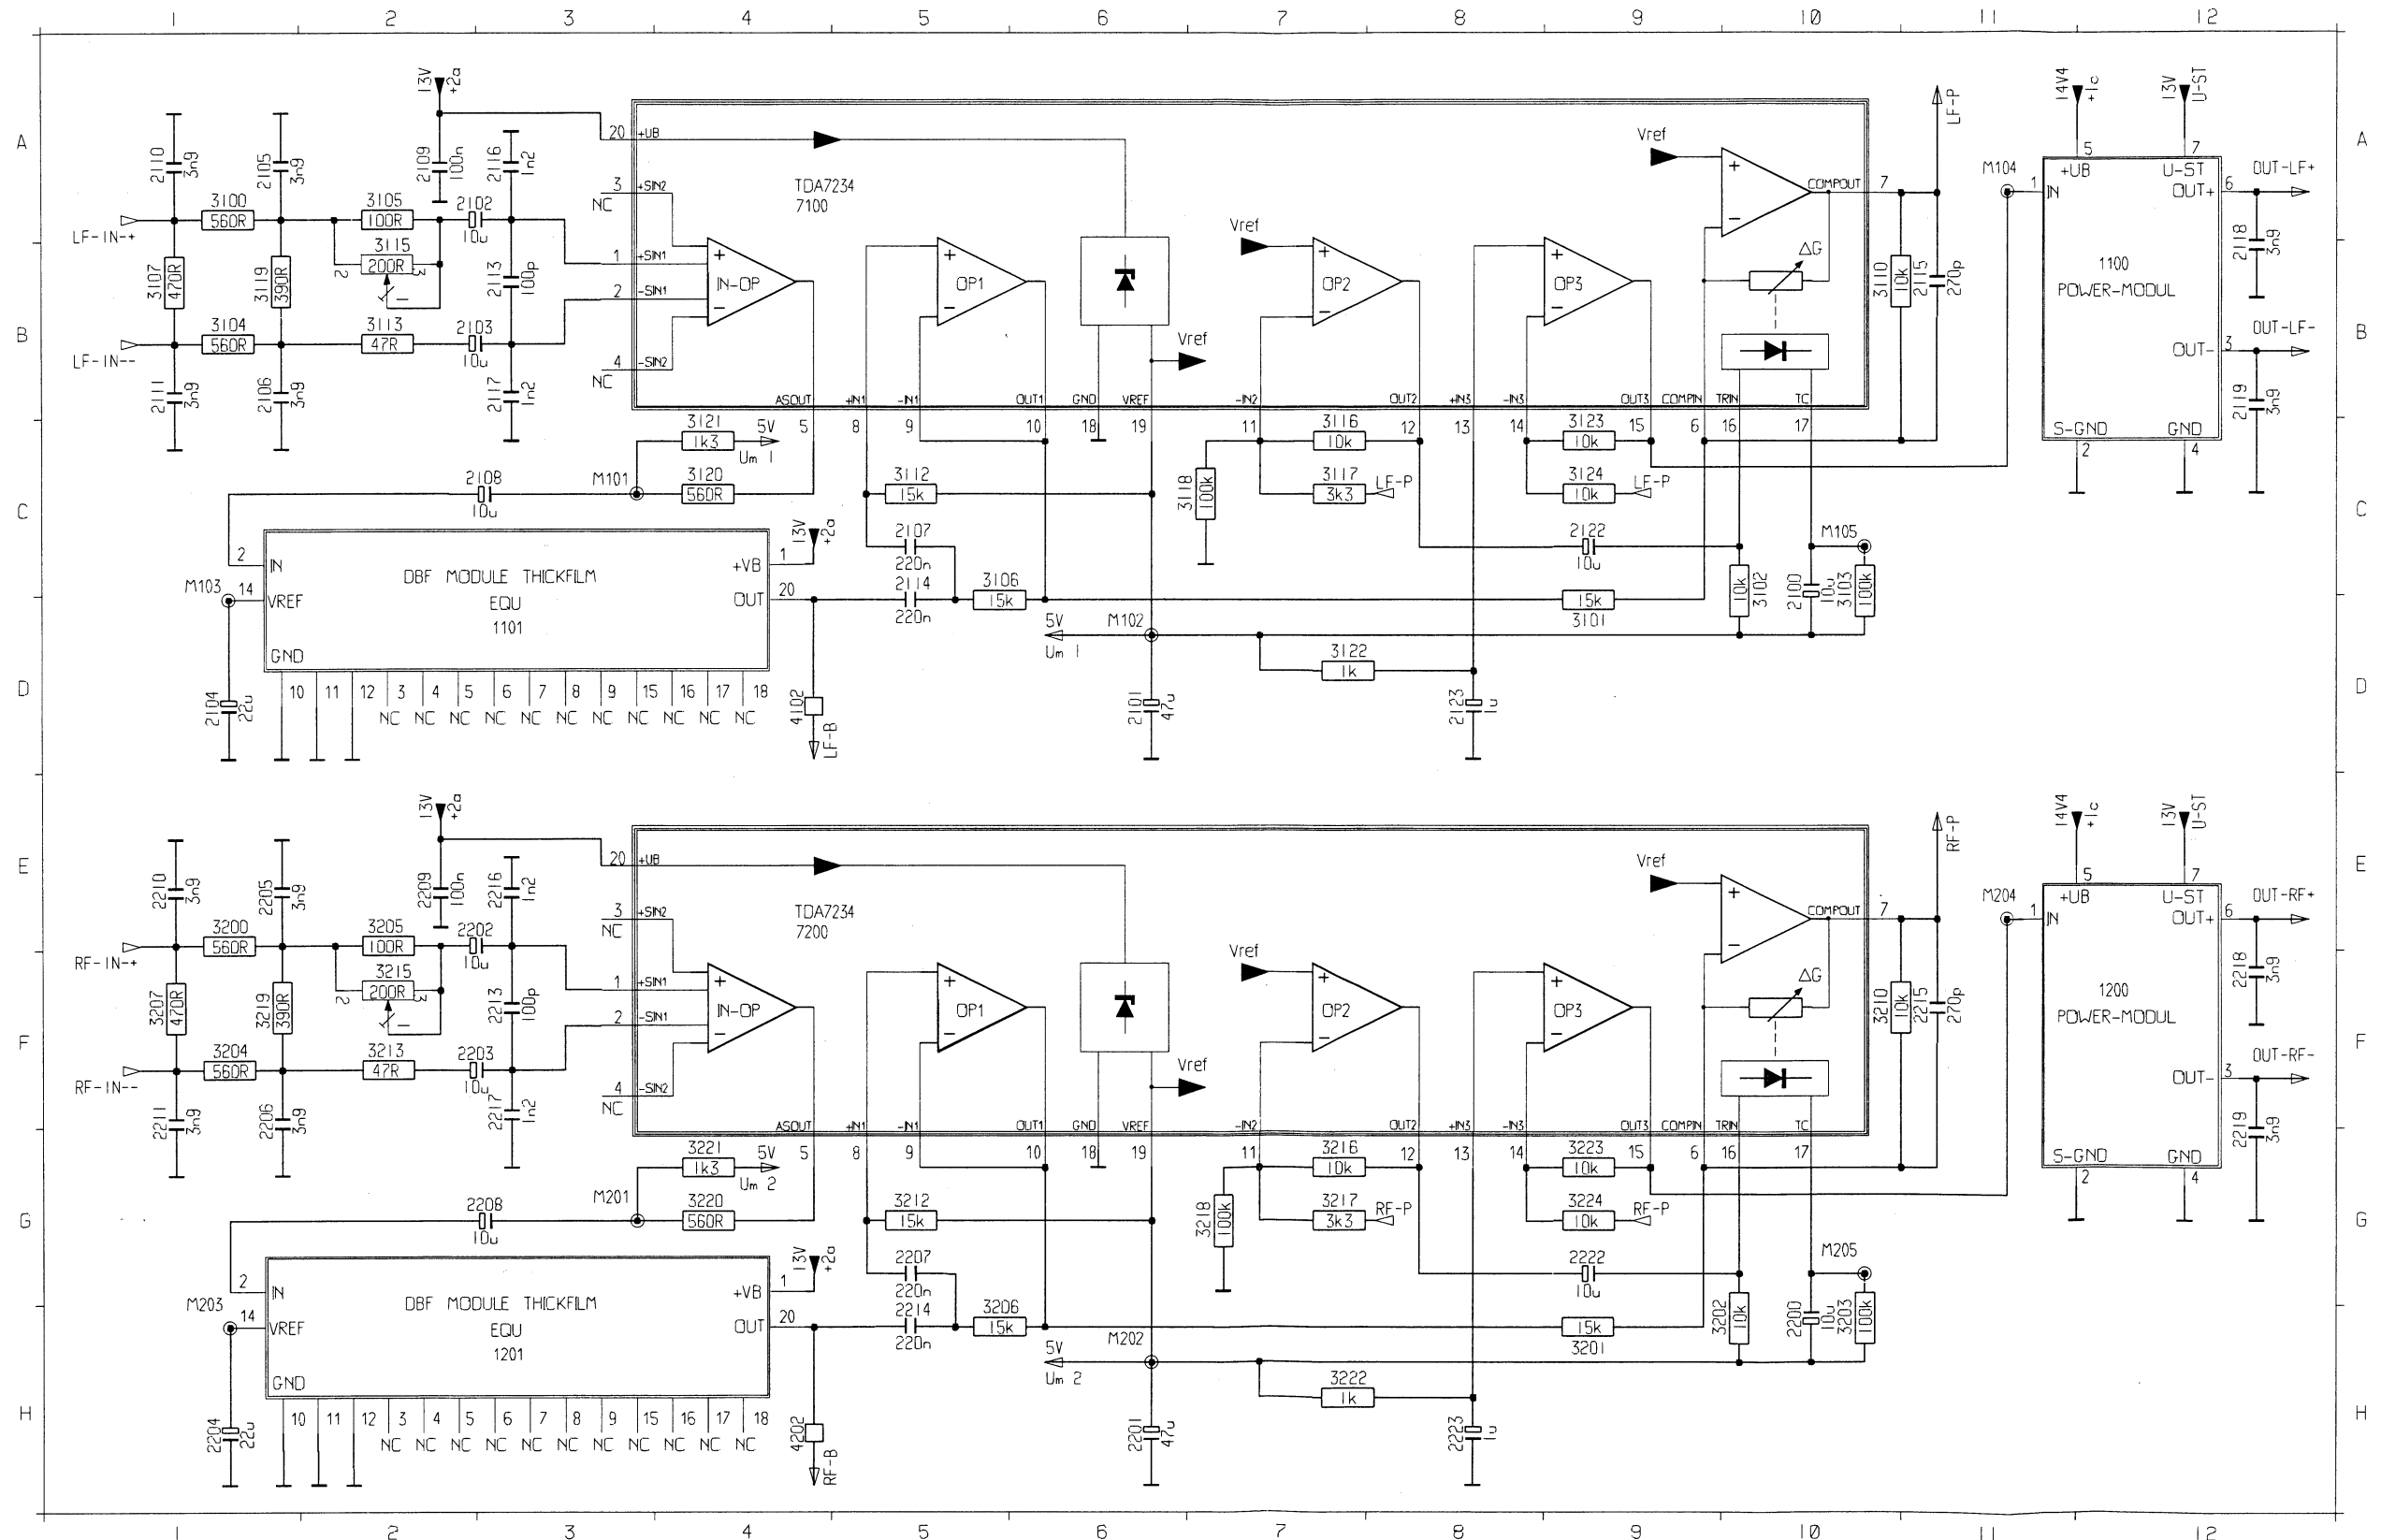 1 2 3 4 5 6 7 8 9 10 11 12
A
B
C
D
E
F
G
H
A
B
C
D
E
F
G
H
13V
+2a
2110
3n9
2105
3n9
2109
100n
2116
1n2
3100
560R
3105
100R
2102
10u
LF-IN-+
3107
470R
3119
390R
3115
200R
2
3
2113
100p
3104
560R
3113
47R
2103
10u
LF-IN--
2111
3n9
2106
3n9
2117
1n2
20
+UB
3
+SIN2
NC
1
+SIN1
2
-SIN1
4
-SIN2
NC
TDA7234
7100
IN-OP
+
-
OP1
+
-
Vref
Vref
OP2
+
-
OP3
+
-
Vref
+
-
COMPOUT
7
ΔG
LF-P
3110
10k
2115
270p
ASOUT
+IN1
-IN1
OUT1
GND
VREF
-IN2
OUT2
+IN3
-IN3
OUT3
COMPIN
TRIN
TC
5
8
9
10
18
19
11
12
13
14
15
6
16
17
3121
1k3
5V
Um 1
M101
3120
560R
2108
10u
3112
15k
3118
100k
3116
10k
3117
3k3
LF-P
3123
10k
3124
10k
LF-P
2107
220n
2114
220n
3106
15k
2122
10u
M105
3102
10k
2100
10u
3103
100k
15k
3101
5V
Um 1
M102
3122
1k
2101
47u
2123
1u
2
IN
M103
14
VREF
GND
DBF MODULE THICKFILM
EQU
1101
+VB
1
13V
+2a
OUT
20
2104
22u
10 11 12 3 4 5 6 7 8 9 15 16 17 18
NC NC NC NC NC NC NC NC NC NC NC
4102
LF-B
14V4
+1c
13V
U-ST
M104
1
IN
5
+UB
7
U-ST
OUT+
6
OUT-LF+
2118
3n9
1100
POWER-MODUL
OUT-
3
OUT-LF-
2119
3n9
S-GND
2
GND
4
13V
+2a
2210
3n9
2205
3n9
2209
100n
2216
1n2
3200
560R
3205
100R
2202
10u
RF-IN-+
3207
470R
3219
390R
3215
200R
2
3
2213
100p
3204
560R
3213
47R
2203
10u
RF-IN--
2211
3n9
2206
3n9
2217
1n2
20
+UB
3
+SIN2
NC
1
+SIN1
2
-SIN1
4
-SIN2
NC
TDA7234
7200
IN-OP
+
-
OP1
+
-
Vref
Vref
OP2
+
-
OP3
+
-
Vref
+
-
COMPOUT
7
ΔG
RF-P
3210
10k
2215
270p
ASOUT
+IN1
-IN1
OUT1
GND
VREF
-IN2
OUT2
+IN3
-IN3
OUT3
COMPIN
TRIN
TC
5
8
9
10
18
19
11
12
13
14
15
6
16
17
3221
1k3
5V
Um 2
M201
3220
560R
2208
10u
3212
15k
3218
100k
3216
10k
3217
3k3
RF-P
3223
10k
3224
10k
RF-P
2207
220n
2214
220n
3206
15k
2222
10u
M205
3202
10k
2200
10u
3203
100k
15k
3201
5V
Um 2
M202
3222
1k
2201
47u
2223
1u
2
IN
M203
14
VREF
GND
DBF MODULE THICKFILM
EQU
1201
+VB
1
13V
+2a
OUT
20
2204
22u
10 11 12 3 4 5 6 7 8 9 15 16 17 18
NC NC NC NC NC NC NC NC NC NC NC
4202
RF-B
14V4
+1c
13V
U-ST
M204
1
IN
5
+UB
7
U-ST
OUT+
6
OUT-RF+
2218
3n9
1200
POWER-MODUL
OUT-
3
OUT-RF-
2219
3n9
S-GND
2
GND
4
1 2 3 4 5 6 7 8 9 10 11 12